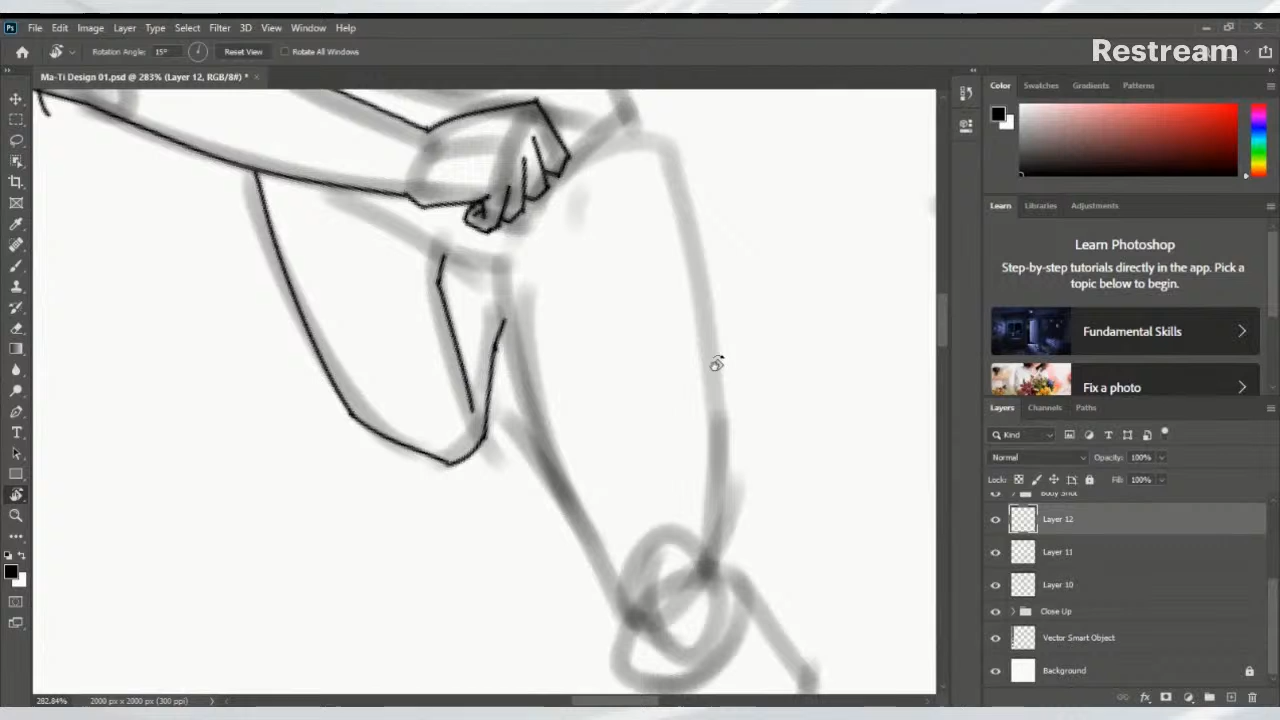 Ps File Edit Image Layer Type Select Filter 3D View Window Help
Rotation Angle: 15° Reset View Rotate All Windows
Restream
Ma-Ti Design 01.psd @ 283% (Layer 12, RGB/8#) *
Color Swatches Gradients Patterns
Learn Libraries Adjustments
Learn Photoshop
Step-by-step tutorials directly in the app. Pick a
topic below to begin.
Fundamental Skills
Fix a photo
Layers Channels Paths
Kind
Normal Opacity: 100%
Lock: Fill: 100%
Body Shot
Layer 12
Layer 11
Layer 10
Close Up
Vector Smart Object
Background
282.84% 2000 px x 2000 px (300 ppi)